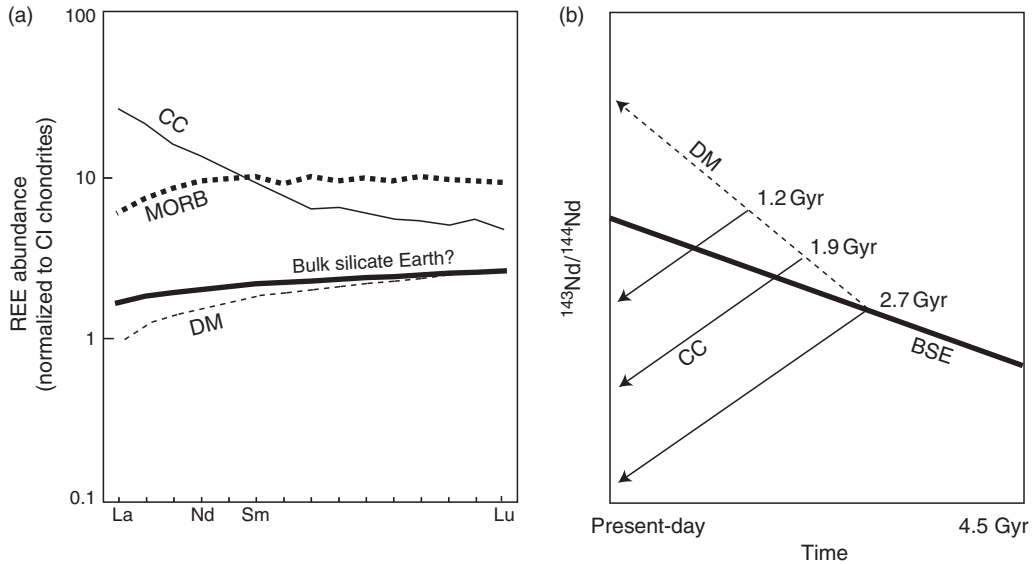 (a)
100
10
1
0.1
REE abundance
(normalized to CI chondrites)
CC
MORB
Bulk silicate Earth?
DM
La
Nd
Sm
Lu
(b)
143Nd/144Nd
DM
1.2 Gyr
1.9 Gyr
2.7 Gyr
CC
BSE
Present-day
4.5 Gyr
Time